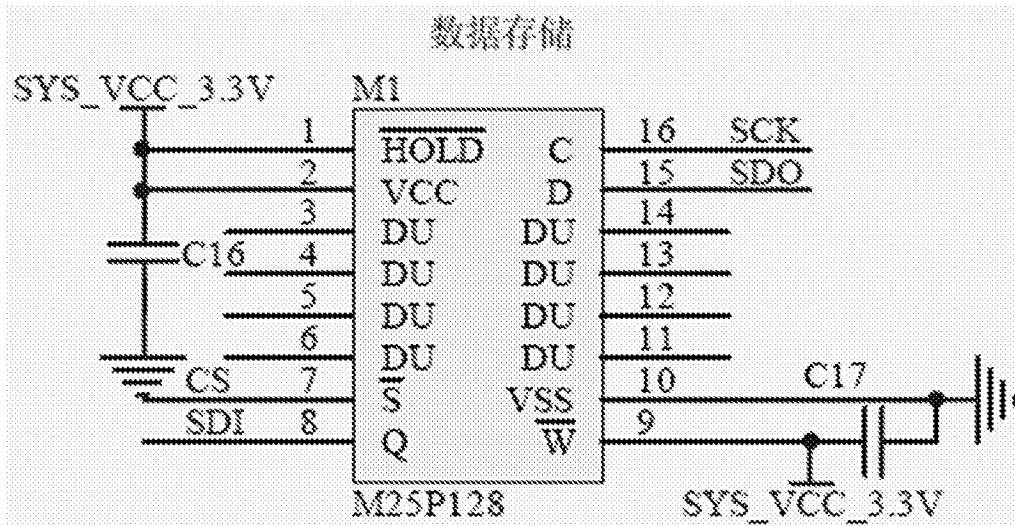 数据存储
SYS_VCC_3.3V M1
1 HOLD C 16 SCK
2 VCC D 15 SDO
3 DU DU 14
C16 4 DU DU 13
5 DU DU 12
6 DU DU 11
CS 7 S VSS 10 C17
SDI 8 Q W 9
M25P128 SYS_VCC_3.3V